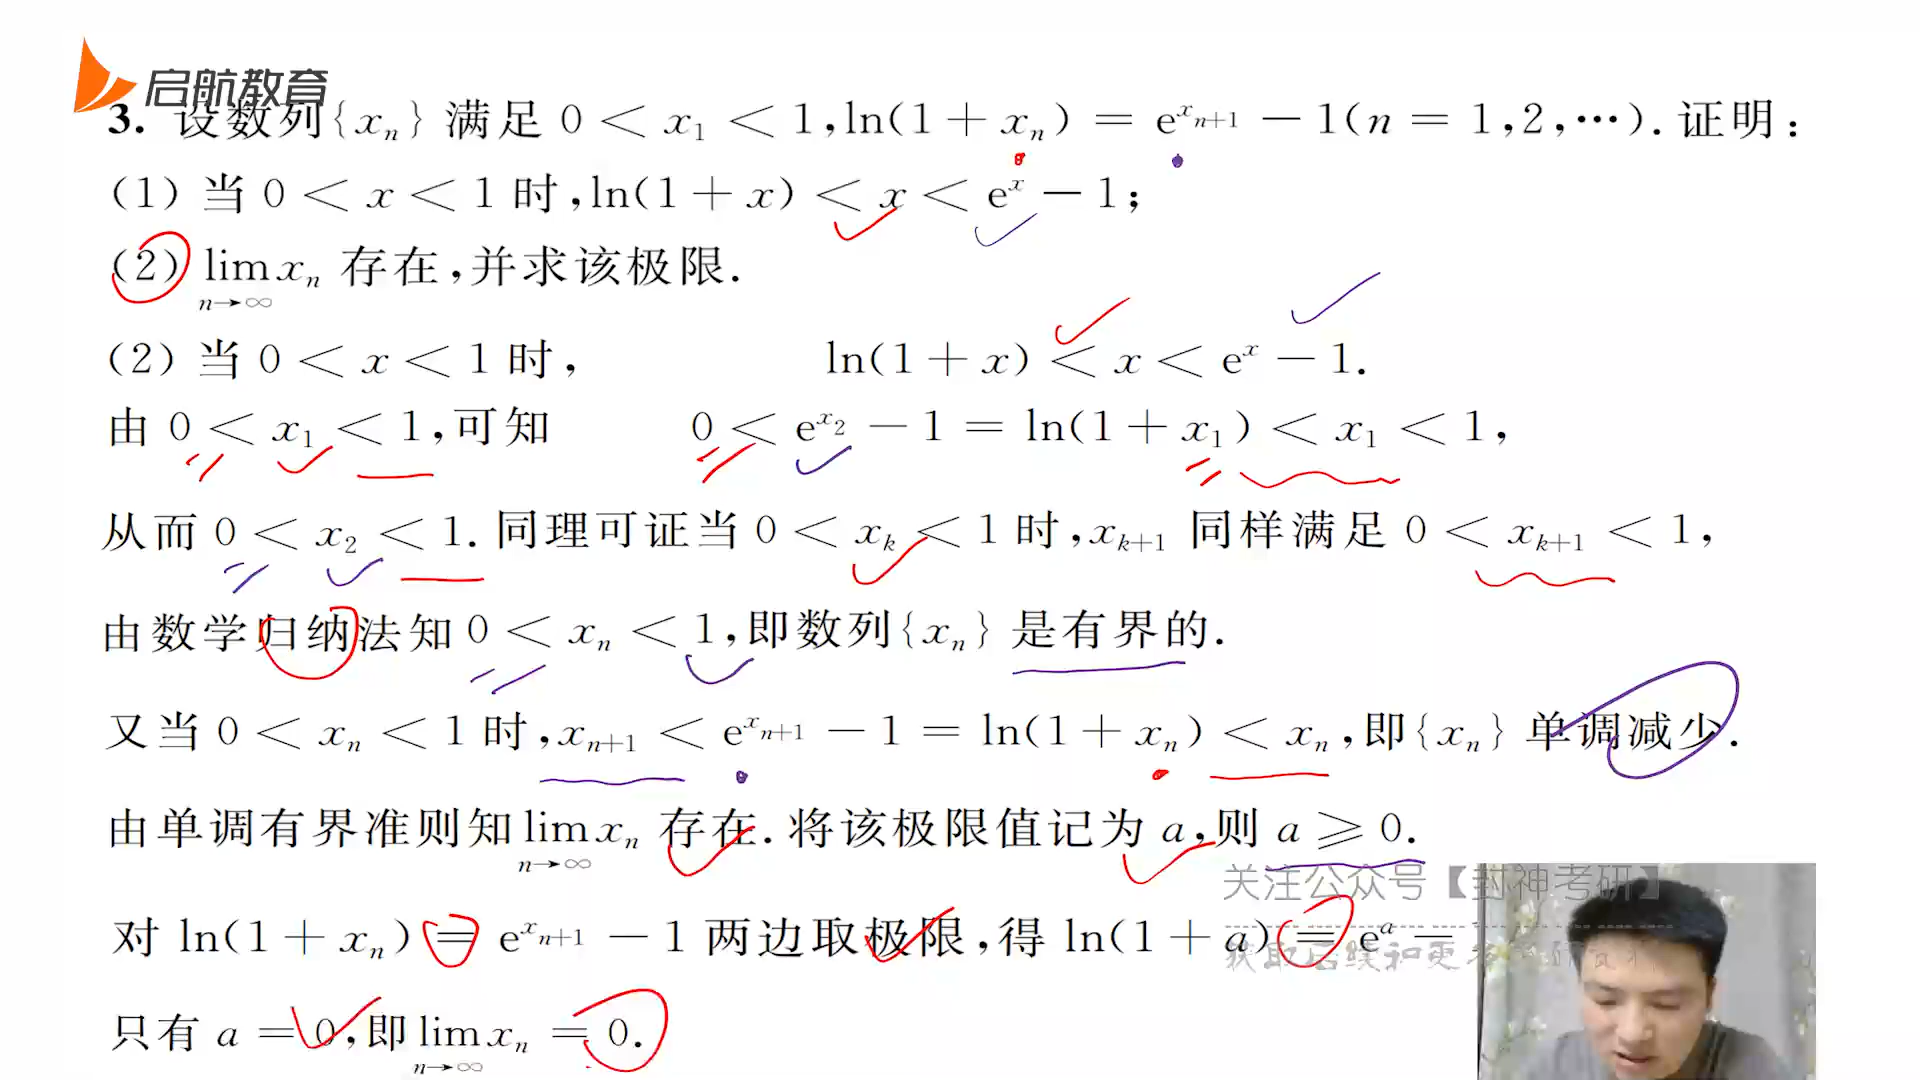 启航教育
3. 设数列{xₙ}满足 0 < x₁ < 1,ln(1 + xₙ) = e^{xₙ₊₁} − 1(n = 1,2,⋯). 证明:
(1) 当 0 < x < 1 时,ln(1 + x) < x < eˣ − 1;
(2) lim_{n→∞} xₙ 存在,并求该极限.
(2) 当 0 < x < 1 时, ln(1 + x) < x < eˣ − 1.
由 0 < x₁ < 1,可知 0 < e^{x₂} − 1 = ln(1 + x₁) < x₁ < 1,
从而 0 < x₂ < 1. 同理可证当 0 < xₖ < 1 时,xₖ₊₁ 同样满足 0 < xₖ₊₁ < 1,
由数学归纳法知 0 < xₙ < 1,即数列{xₙ} 是有界的.
又当 0 < xₙ < 1 时,xₙ₊₁ < e^{xₙ₊₁} − 1 = ln(1 + xₙ) < xₙ,即{xₙ} 单调减少.
由单调有界准则知 lim_{n→∞} xₙ 存在. 将该极限值记为 a,则 a ⩾ 0.
关注公众号【封神考研】
对 ln(1 + xₙ) = e^{xₙ₊₁} − 1 两边取极限,得 ln(1 + a) = eᵃ −
获取后续和更
只有 a = 0,即 lim_{n→∞} xₙ = 0.